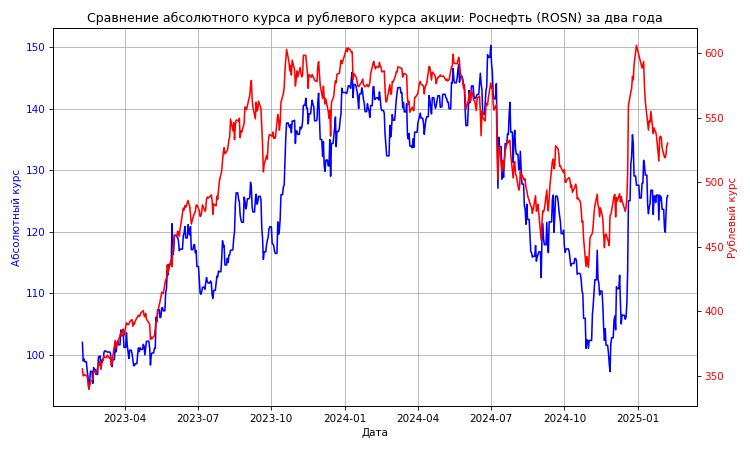 Сравнение абсолютного курса и рублевого курса акции: Роснефть (ROSN) за два года
Абсолютный курс
150
140
130
120
110
100
600
550
500
450
400
350
Рублевый курс
2023-04 2023-07 2023-10 2024-01 2024-04 2024-07 2024-10 2025-01
Дата